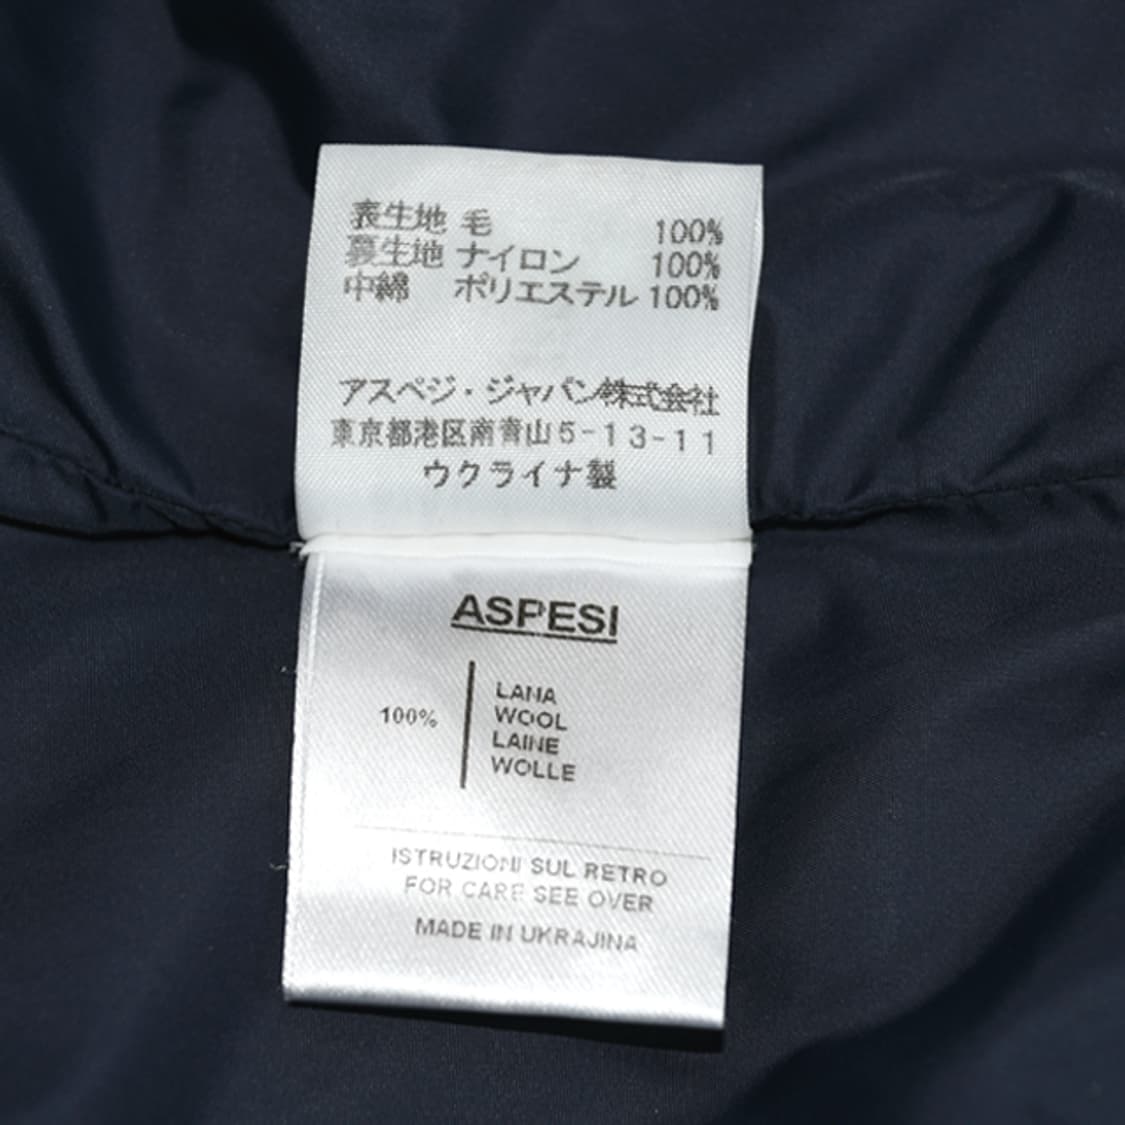 表生地 毛 100%
裏生地 ナイロン 100%
中綿 ポリエステル 100%
アスペジ・ジャパン株式会社
東京都港区南青山5-13-11
ウクライナ製
ASPESI
100%
LANA
WOOL
LAINE
WOLLE
ISTRUZIONI SUL RETRO
FOR CARE SEE OVER
MADE IN UKRAJINA